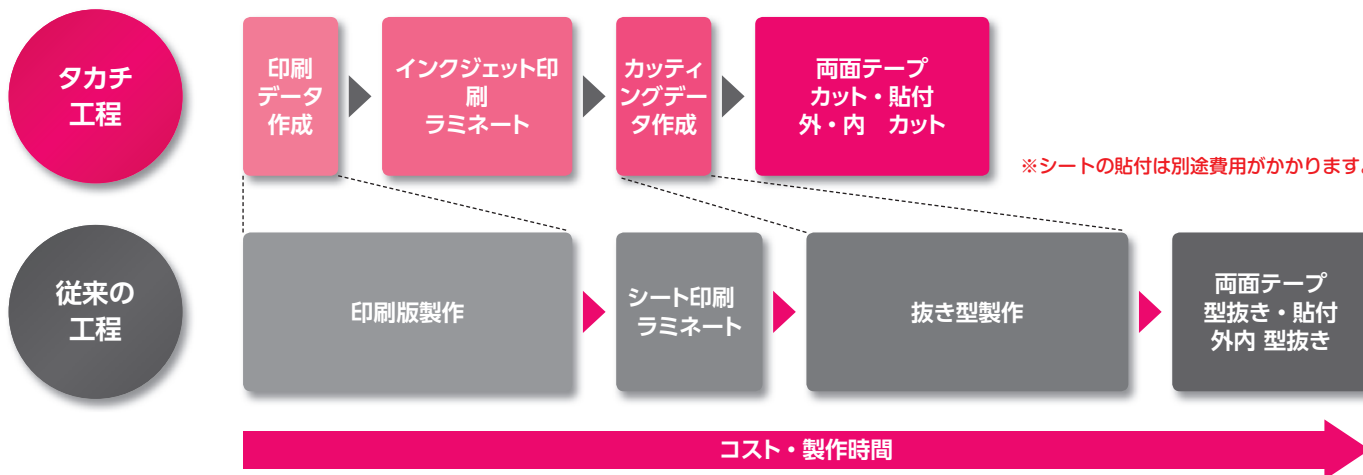 タカチ
工程
印刷
データ
作成
インクジェット印
刷
ラミネート
カッティ
ングデー
タ作成
両面テープ
カット・貼付
外・内　カット
※シートの貼付は別途費用がかかります。
従来の
工程
印刷版製作
シート印刷
ラミネート
抜き型製作
両面テープ
型抜き・貼付
外内 型抜き
コスト・製作時間